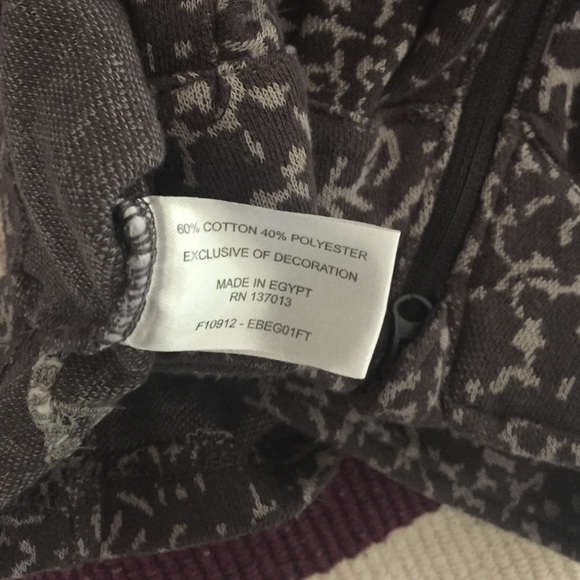 60% COTTON 40% POLYESTER
EXCLUSIVE OF DECORATION
MADE IN EGYPT
RN 137013
F10912 - EBEG01FT